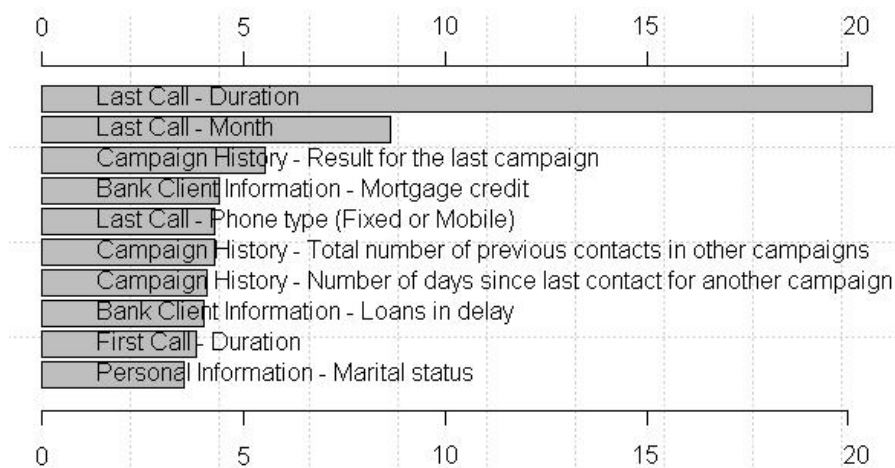 0 5 10 15 20
Last Call - Duration
Last Call - Month
Campaign History - Result for the last campaign
Bank Client Information - Mortgage credit
Last Call - Phone type (Fixed or Mobile)
Campaign History - Total number of previous contacts in other campaigns
Campaign History - Number of days since last contact for another campaign
Bank Client Information - Loans in delay
First Call - Duration
Personal Information - Marital status
0 5 10 15 20